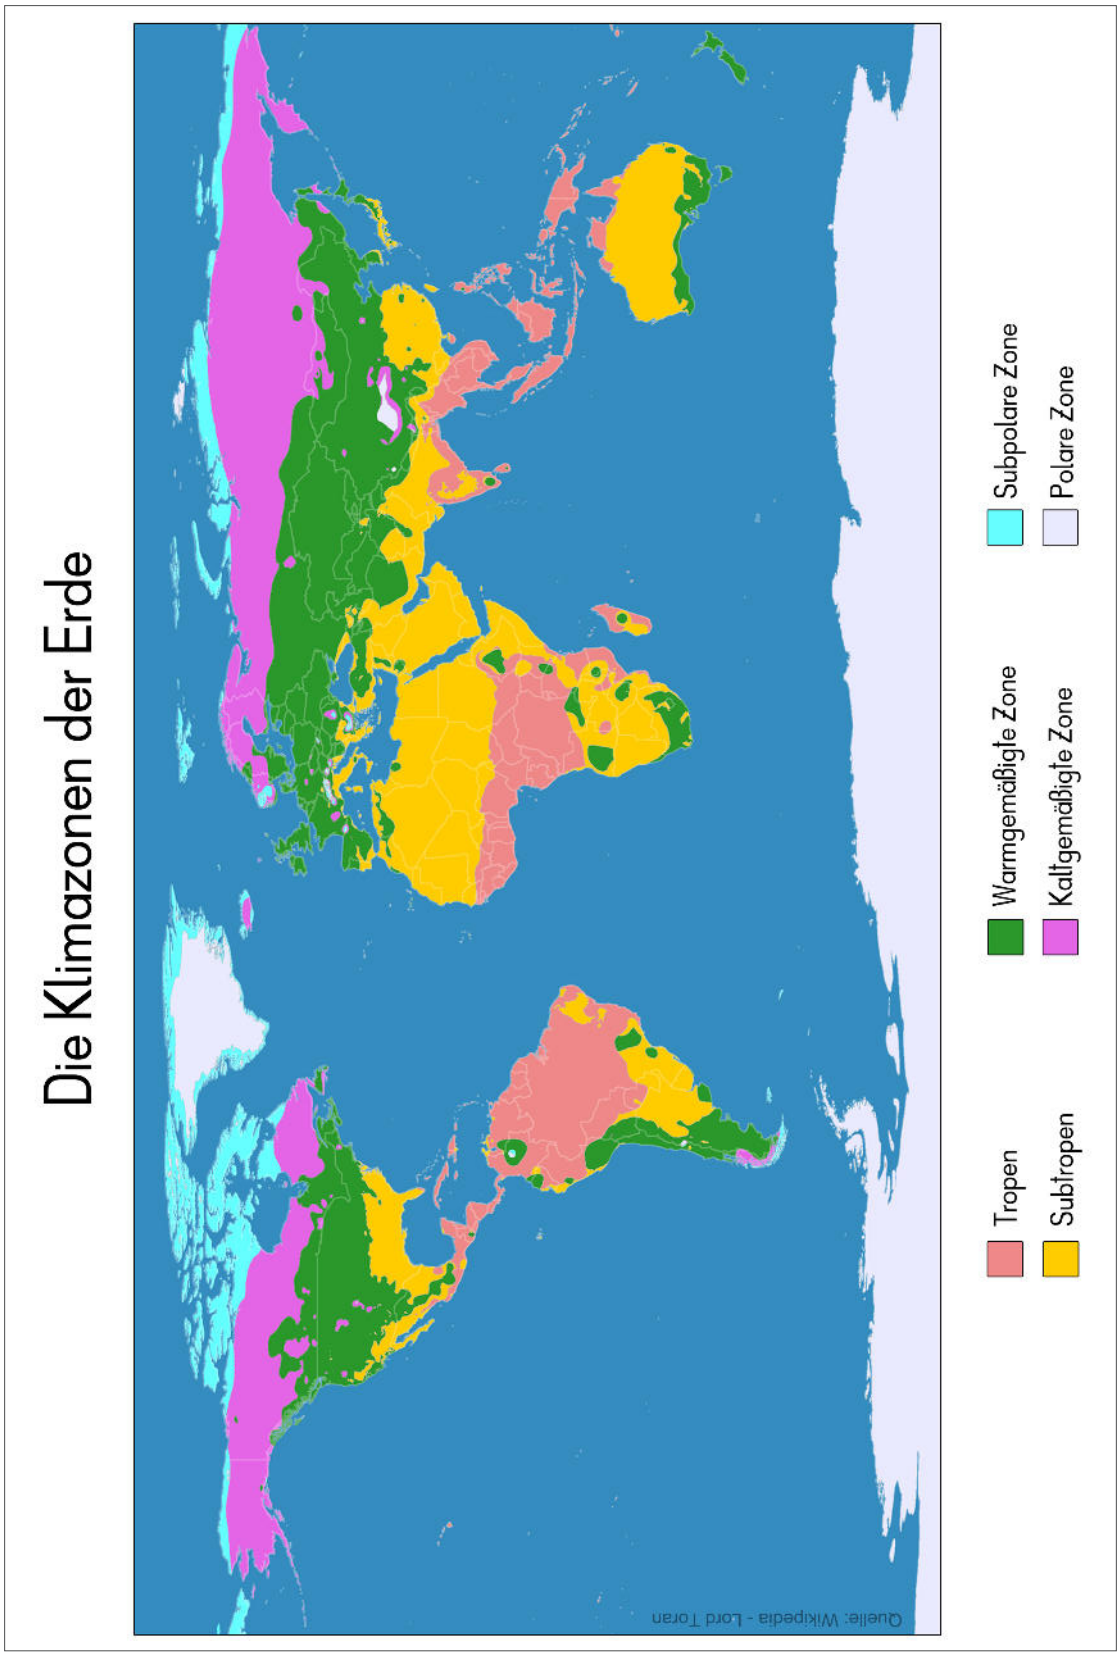 Die Klimazonen der Erde
Quelle: Wikipedia - Lord Toran
Tropen
Warmgemäßigte Zone
Subpolare Zone
Subtropen
Kaltgemäßigte Zone
Polare Zone